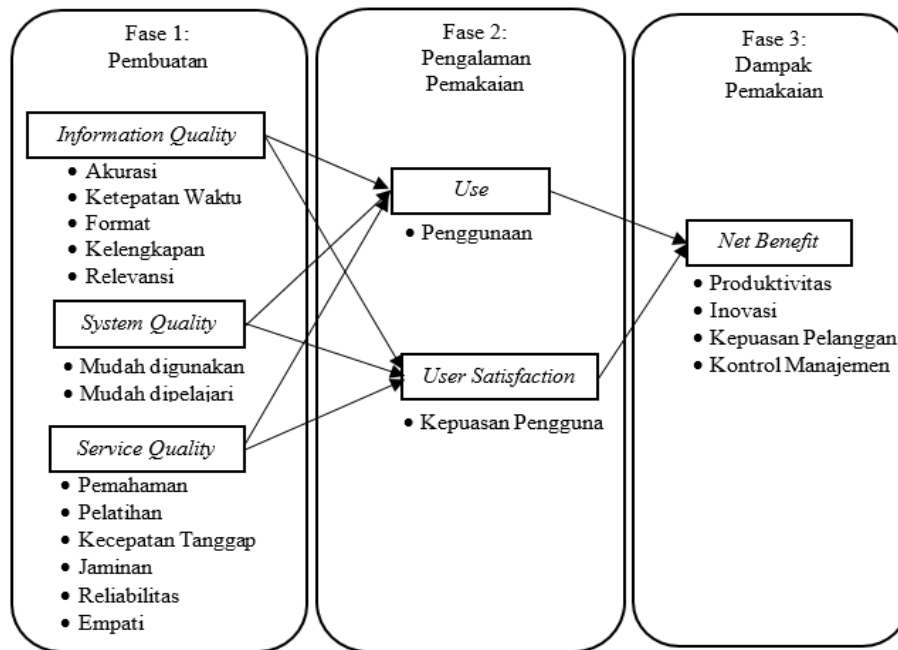 Fase 1:
Pembuatan
Information Quality
• Akurasi
• Ketepatan Waktu
• Format
• Kelengkapan
• Relevansi
System Quality
• Mudah digunakan
• Mudah dipelajari
Service Quality
• Pemahaman
• Pelatihan
• Kecepatan Tanggap
• Jaminan
• Reliabilitas
• Empati
Fase 2:
Pengalaman
Pemakaian
Use
• Penggunaan
User Satisfaction
• Kepuasan Pengguna
Fase 3:
Dampak
Pemakaian
Net Benefit
• Produktivitas
• Inovasi
• Kepuasan Pelanggan
• Kontrol Manajemen